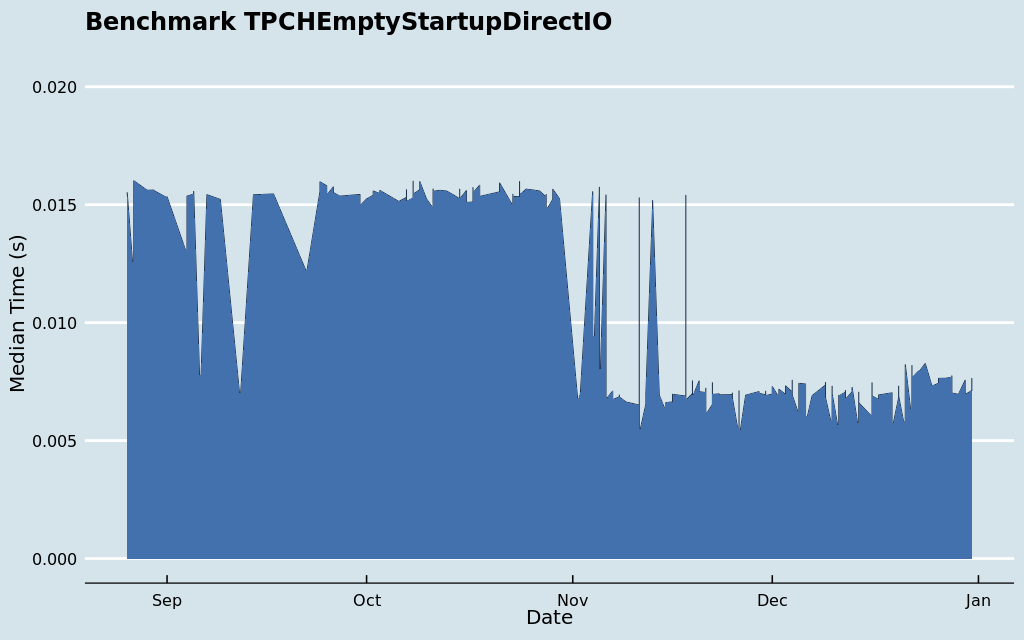 Benchmark TPCHEmptyStartupDirectIO
0.020
0.015
0.010
0.005
0.000
Median Time (s)
Sep Oct Nov Dec Jan
Date